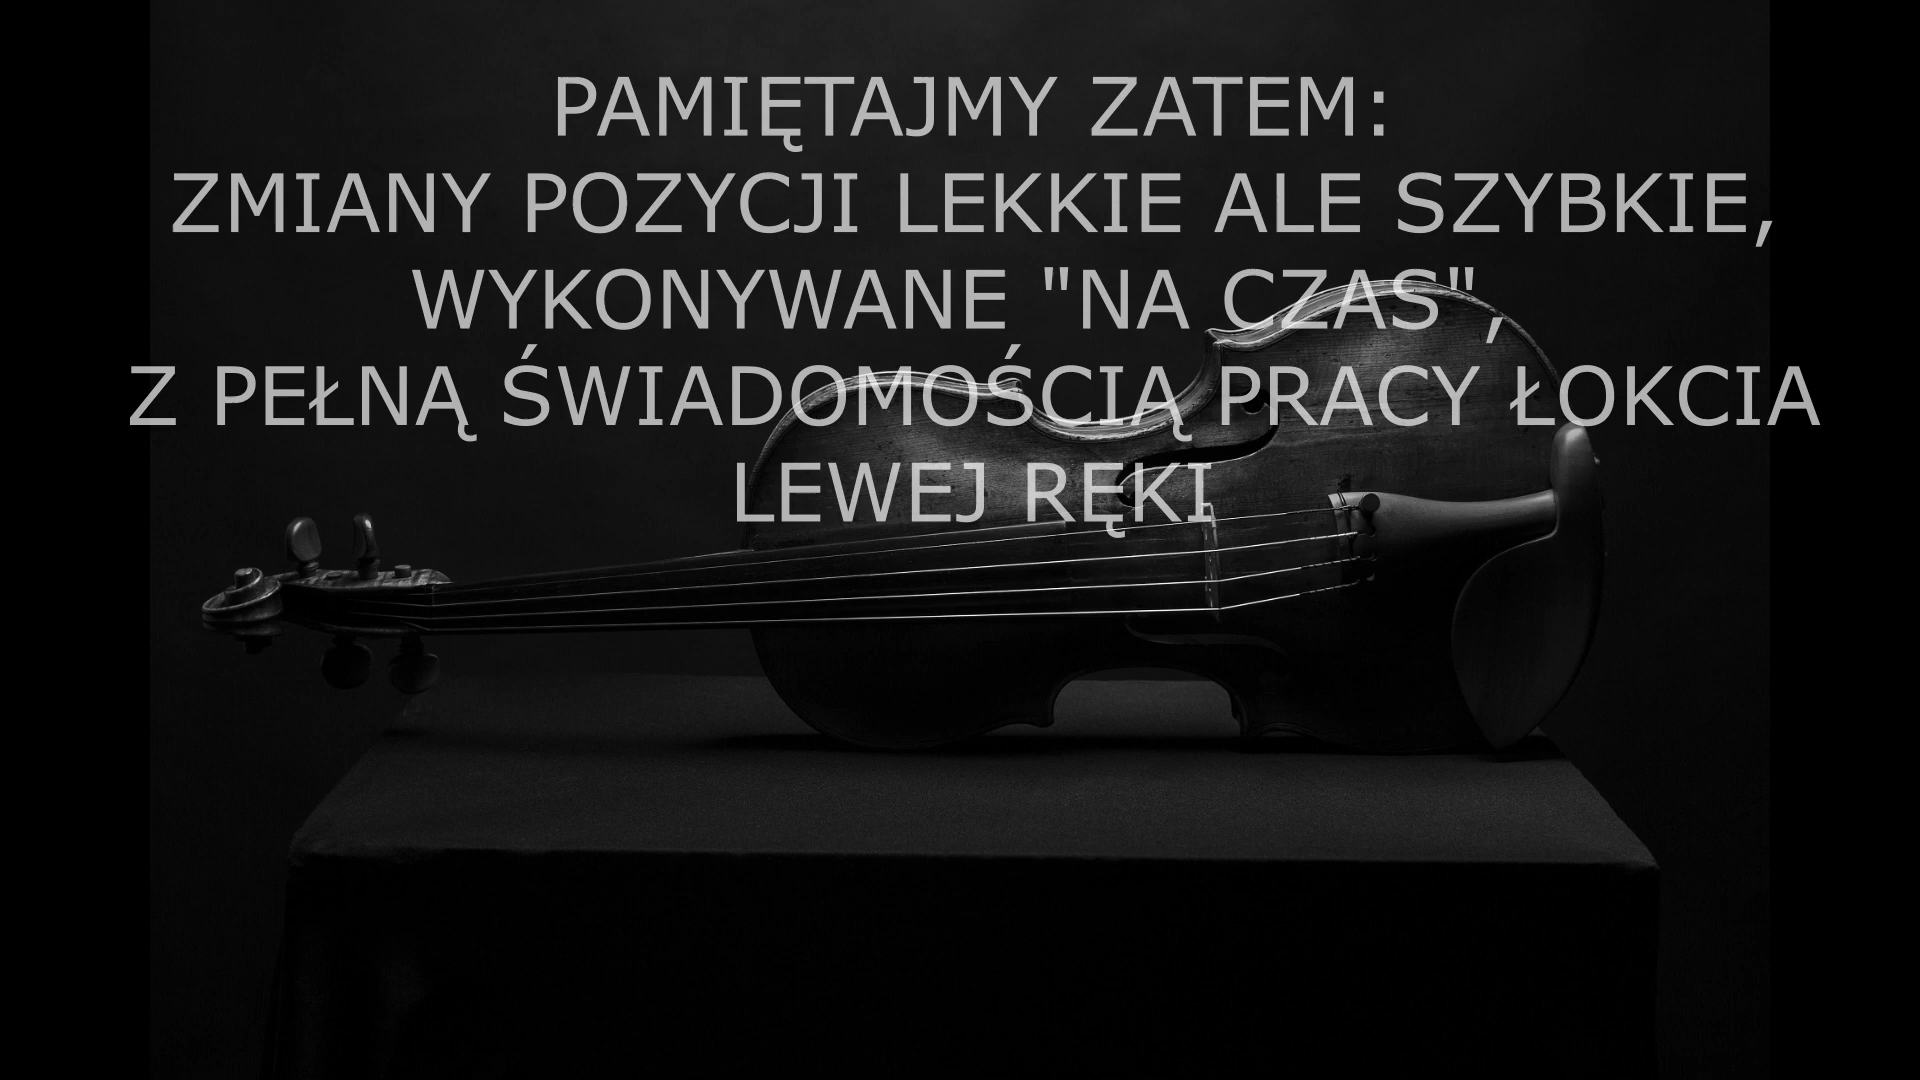 PAMIĘTAJMY ZATEM:
ZMIANY POZYCJI LEKKIE ALE SZYBKIE,
WYKONYWANE "NA CZAS",
Z PEŁNĄ ŚWIADOMOŚCIĄ PRACY ŁOKCIA
LEWEJ RĘKI